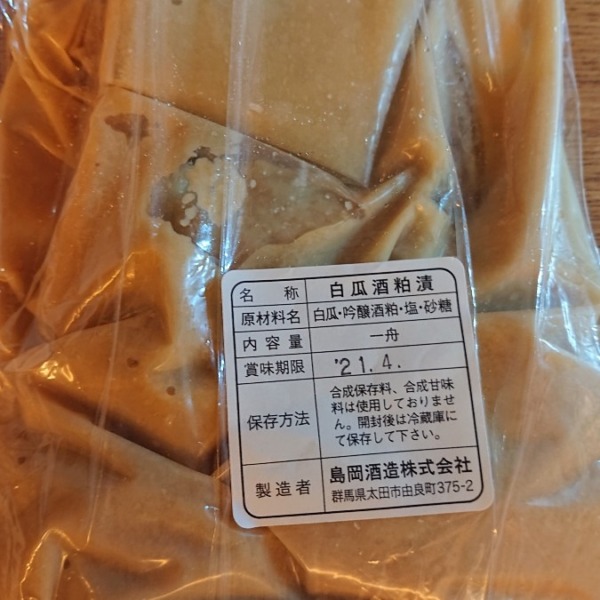 名称 白瓜酒粕漬
原材料名 白瓜・吟醸酒粕・塩・砂糖
内容量 一舟
賞味期限 '21.4.
保存方法 合成保存料、合成甘味
料は使用しておりませ
ん。開封後は冷蔵庫に
て保存して下さい。
製造者 島岡酒造株式会社
群馬県太田市由良町375-2